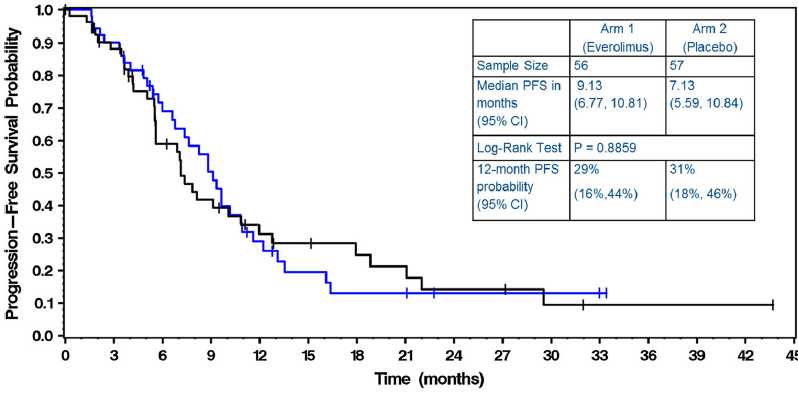 Progression—Free Survival Probability
1.0
0.9
0.8
0.7
0.6
0.5
0.4
0.3
0.2
0.1
0.0
0 3 6 9 12 15 18 21 24 27 30 33 36 39 42 45
Time (months)
Arm 1 Arm 2
(Everolimus) (Placebo)
Sample Size 56 57
Median PFS in 9.13 7.13
months (6.77, 10.81) (5.59, 10.84)
(95% CI)
Log-Rank Test P = 0.8859
12-month PFS 29% 31%
probability
(95% CI) (16%,44%) (18%, 46%)